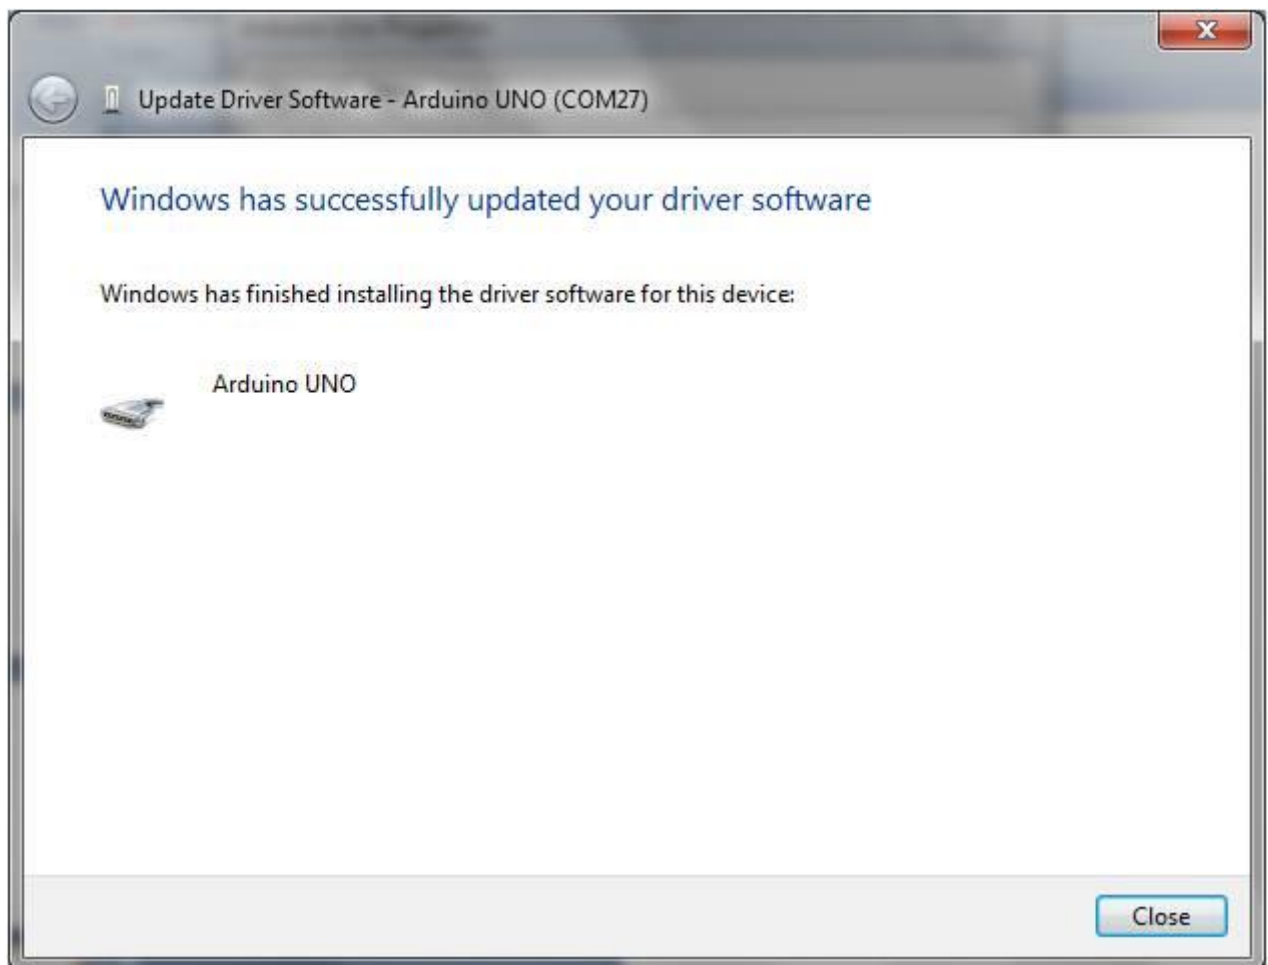 Update Driver Software - Arduino UNO (COM27)
Windows has successfully updated your driver software
Windows has finished installing the driver software for this device:
Arduino UNO
Close